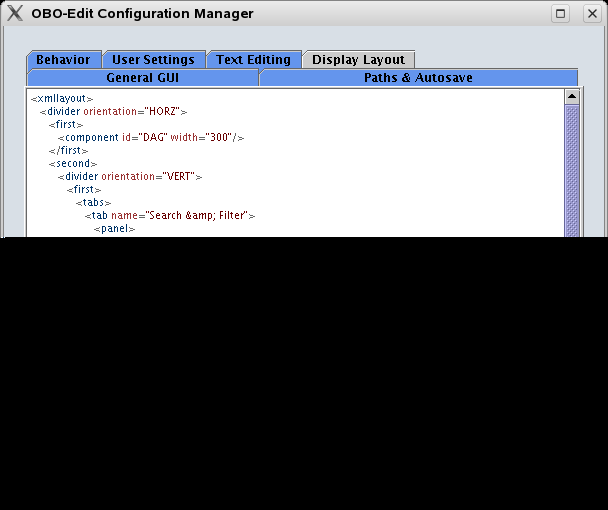 OBO-Edit Configuration Manager
Behavior User Settings Text Editing Display Layout
General GUI Paths & Autosave
<xmllayout>
<divider orientation="HORZ">
<first>
<component id="DAG" width="300"/>
</first>
<second>
<divider orientation="VERT">
<first>
<tabs>
<tab name="Search &amp; Filter">
<panel>